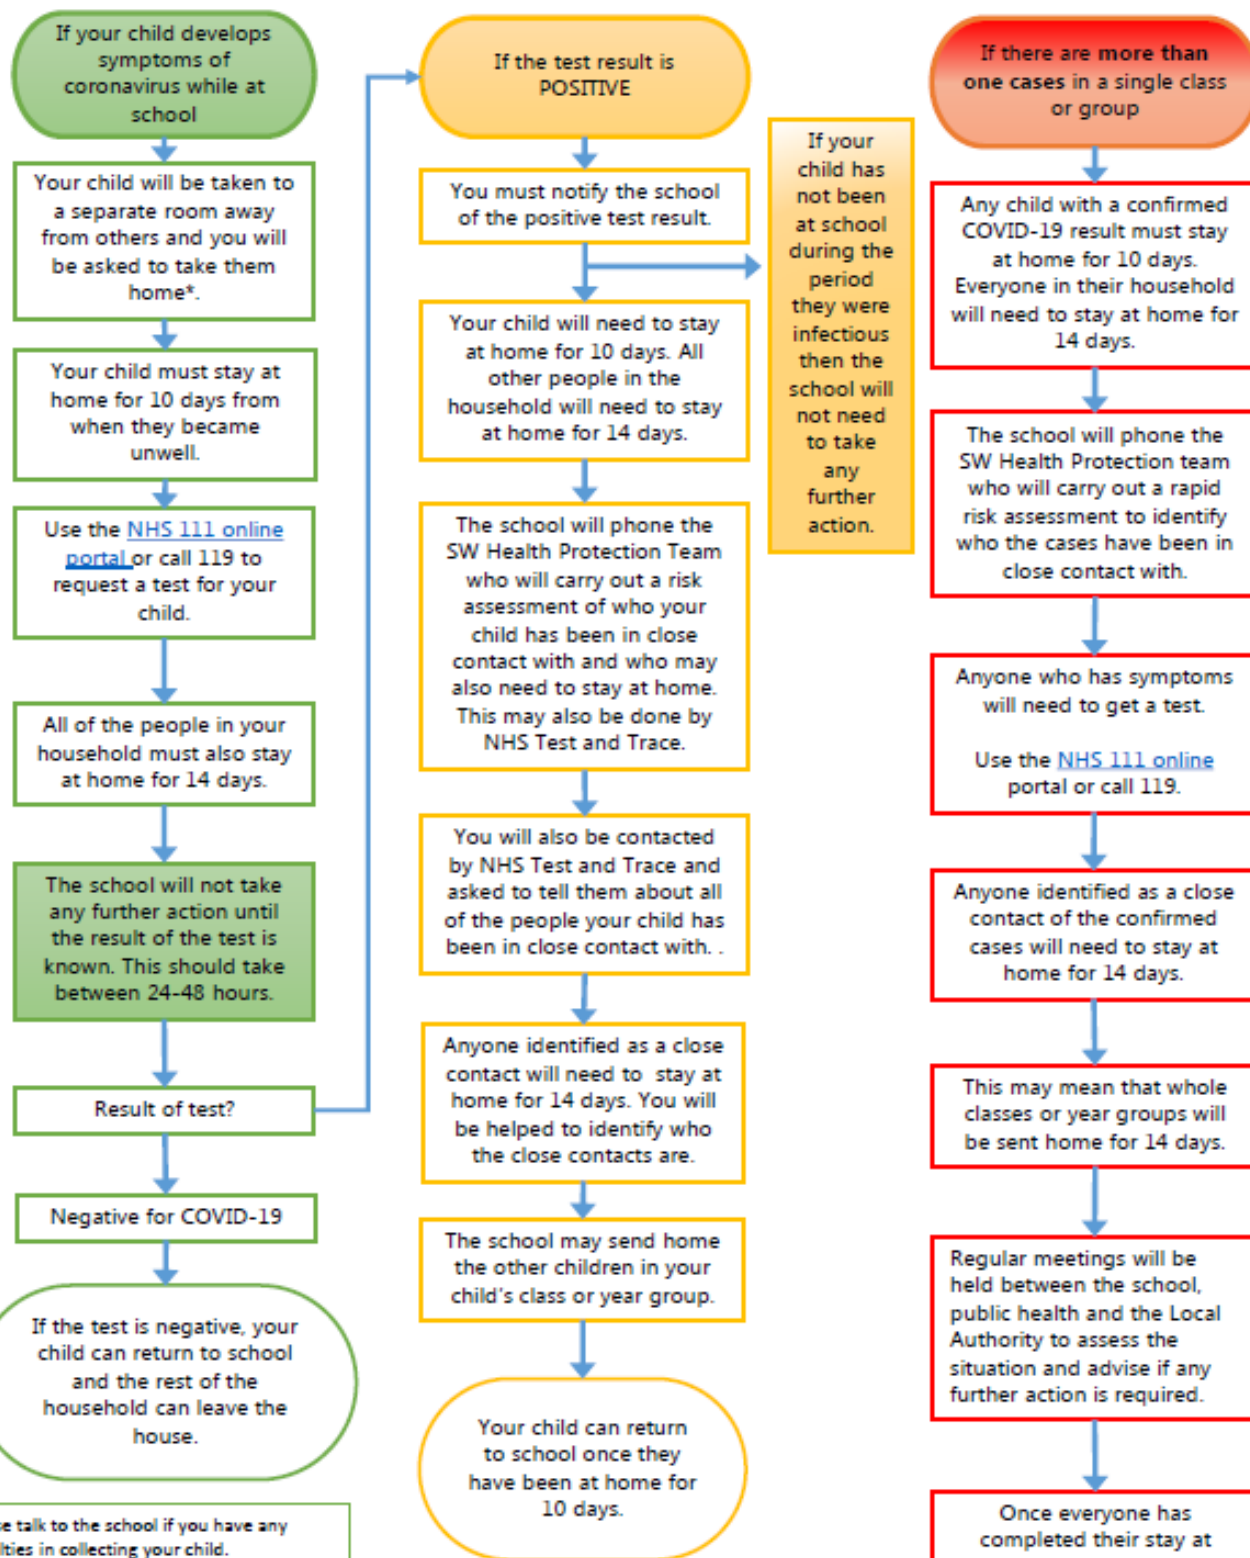 If your child develops
symptoms of
coronavirus while at
school
Your child will be taken to
a separate room away
from others and you will
be asked to take them
home*.
Your child must stay at
home for 10 days from
when they became
unwell.
Use the NHS 111 online
portal or call 119 to
request a test for your
child.
All of the people in your
household must also stay
at home for 14 days.
The school will not take
any further action until
the result of the test is
known. This should take
between 24-48 hours.
Result of test?
Negative for COVID-19
If the test is negative, your
child can return to school
and the rest of the
household can leave the
house.
talk to the school if you have any
in collecting your child.
If the test result is
POSITIVE
You must notify the school
of the positive test result.
If your
child has
not been
at school
during the
period
they were
infectious
then the
school will
not need
to take
any
further
action.
Your child will need to stay
at home for 10 days. All
other people in the
household will need to stay
at home for 14 days.
The school will phone the
SW Health Protection Team
who will carry out a risk
assessment of who your
child has been in close
contact with and who may
also need to stay at home.
This may also be done by
NHS Test and Trace.
You will also be contacted
by NHS Test and Trace and
asked to tell them about all
of the people your child has
been in close contact with. .
Anyone identified as a close
contact will need to  stay at
home for 14 days. You will
be helped to identify who
the close contacts are.
The school may send home
the other children in your
child's class or year group.
Your child can return
to school once they
have been at home for
10 days.
If there are more than
one cases in a single class
or group
Any child with a confirmed
COVID-19 result must stay
at home for 10 days.
Everyone in their household
will need to stay at home for
14 days.
The school will phone the
SW Health Protection team
who will carry out a rapid
risk assessment to identify
who the cases have been in
close contact with.
Anyone who has symptoms
will need to get a test.
Use the NHS 111 online
portal or call 119.
Anyone identified as a close
contact of the confirmed
cases will need to stay at
home for 14 days.
This may mean that whole
classes or year groups will
be sent home for 14 days.
Regular meetings will be
held between the school,
public health and the Local
Authority to assess the
situation and advise if any
further action is required.
Once everyone has
completed their stay at